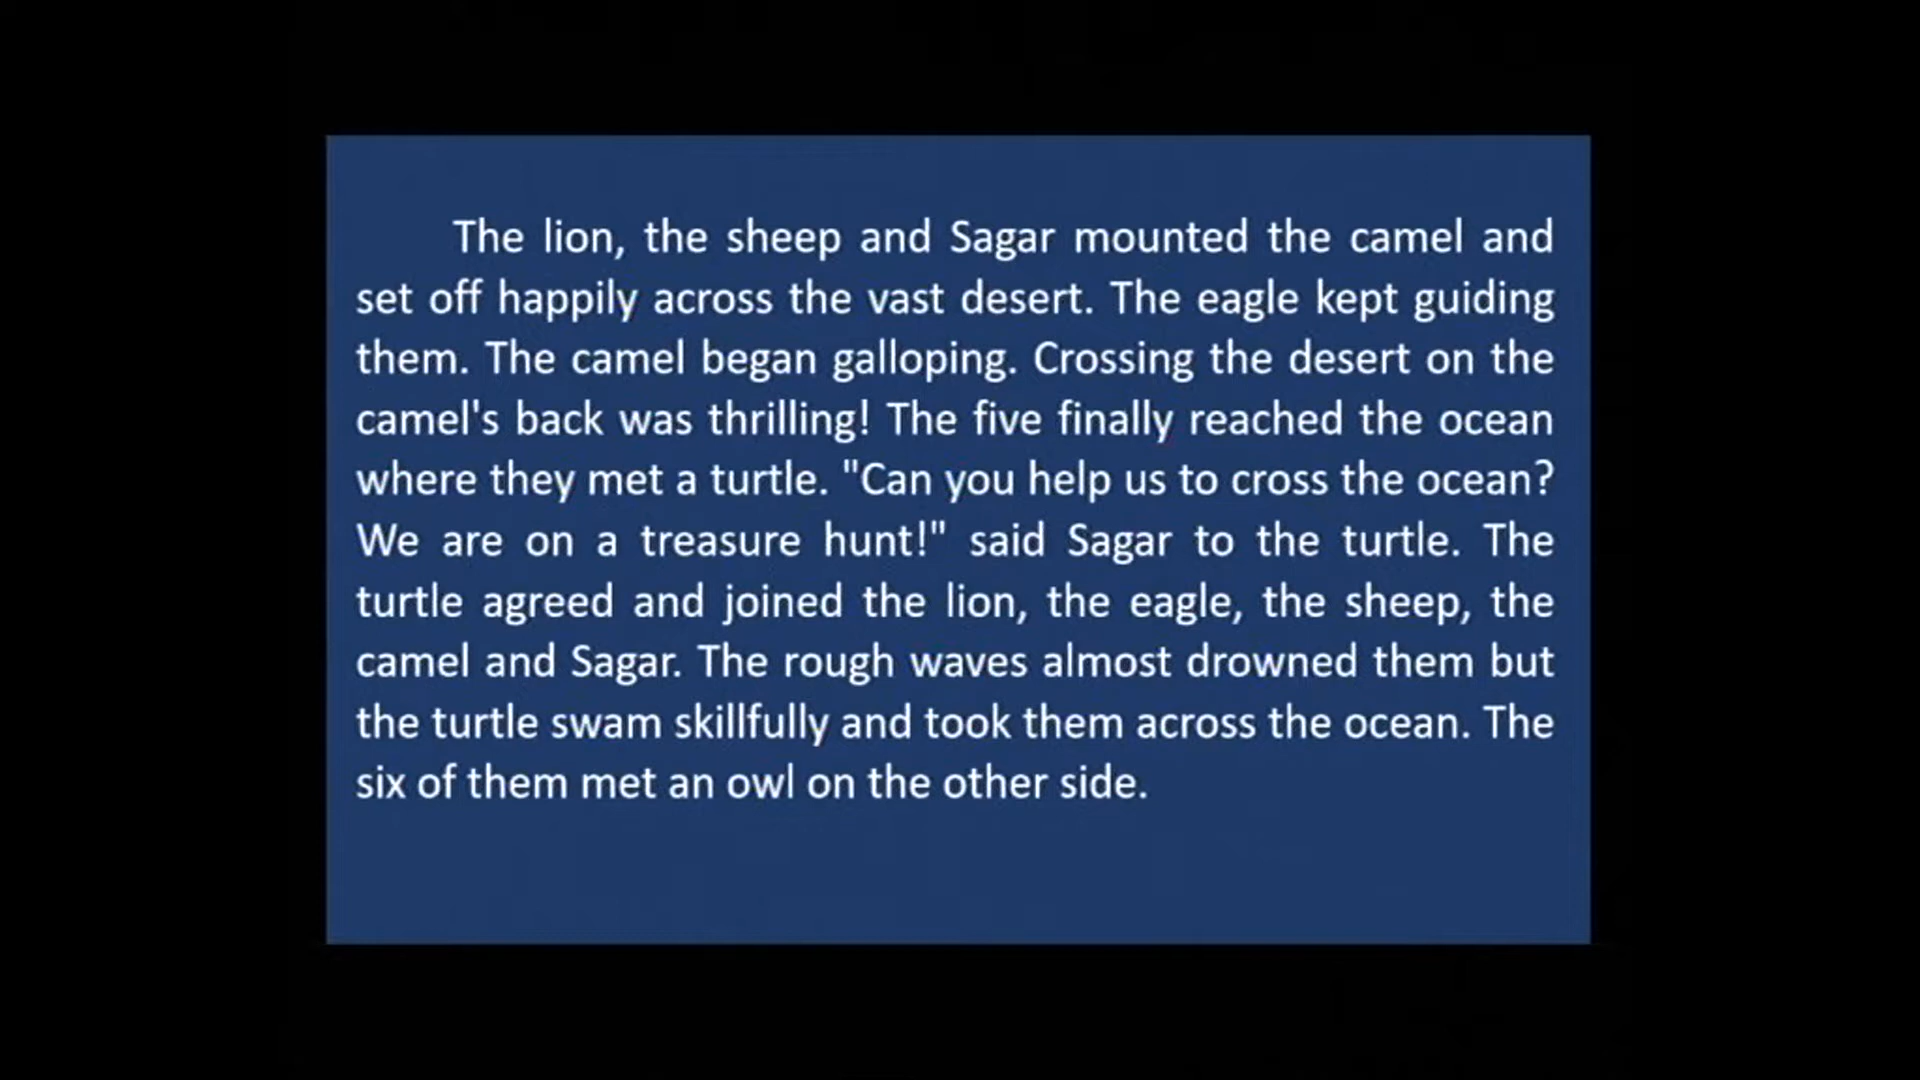 The lion, the sheep and Sagar mounted the camel and
set off happily across the vast desert. The eagle kept guiding
them. The camel began galloping. Crossing the desert on the
camel's back was thrilling! The five finally reached the ocean
where they met a turtle. "Can you help us to cross the ocean?
We are on a treasure hunt!" said Sagar to the turtle. The
turtle agreed and joined the lion, the eagle, the sheep, the
camel and Sagar. The rough waves almost drowned them but
the turtle swam skillfully and took them across the ocean. The
six of them met an owl on the other side.